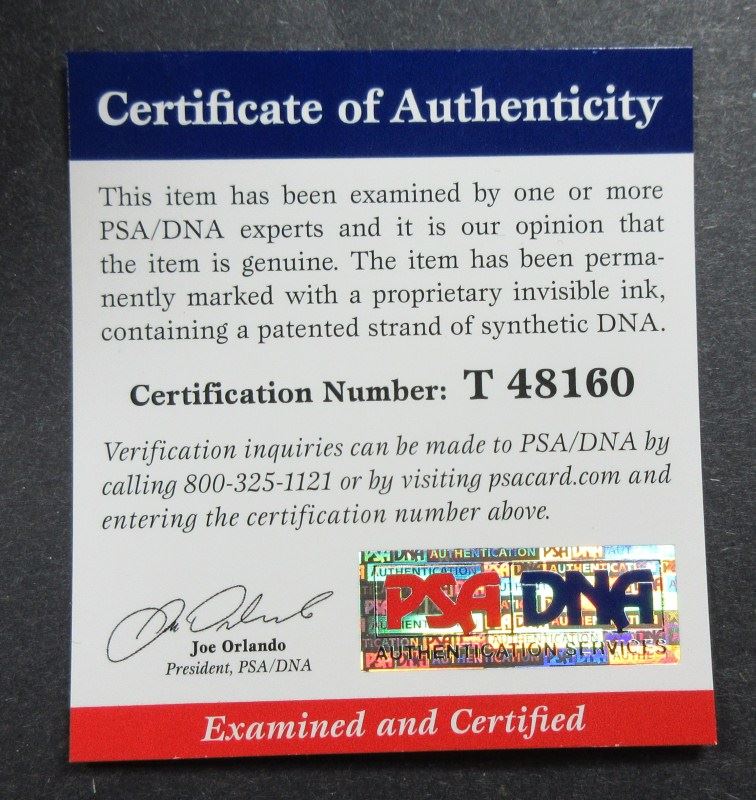 Certificate of Authenticity
This item has been examined by one or more
PSA/DNA experts and it is our opinion that
the item is genuine. The item has been perma-
nently marked with a proprietary invisible ink,
containing a patented strand of synthetic DNA.
Certification Number: T 48160
Verification inquiries can be made to PSA/DNA by
calling 800-325-1121 or by visiting psacard.com and
entering the certification number above.
Joe Orlando
President, PSA/DNA
PSA DNA
AUTHENTICATION SERVICES
Examined and Certified